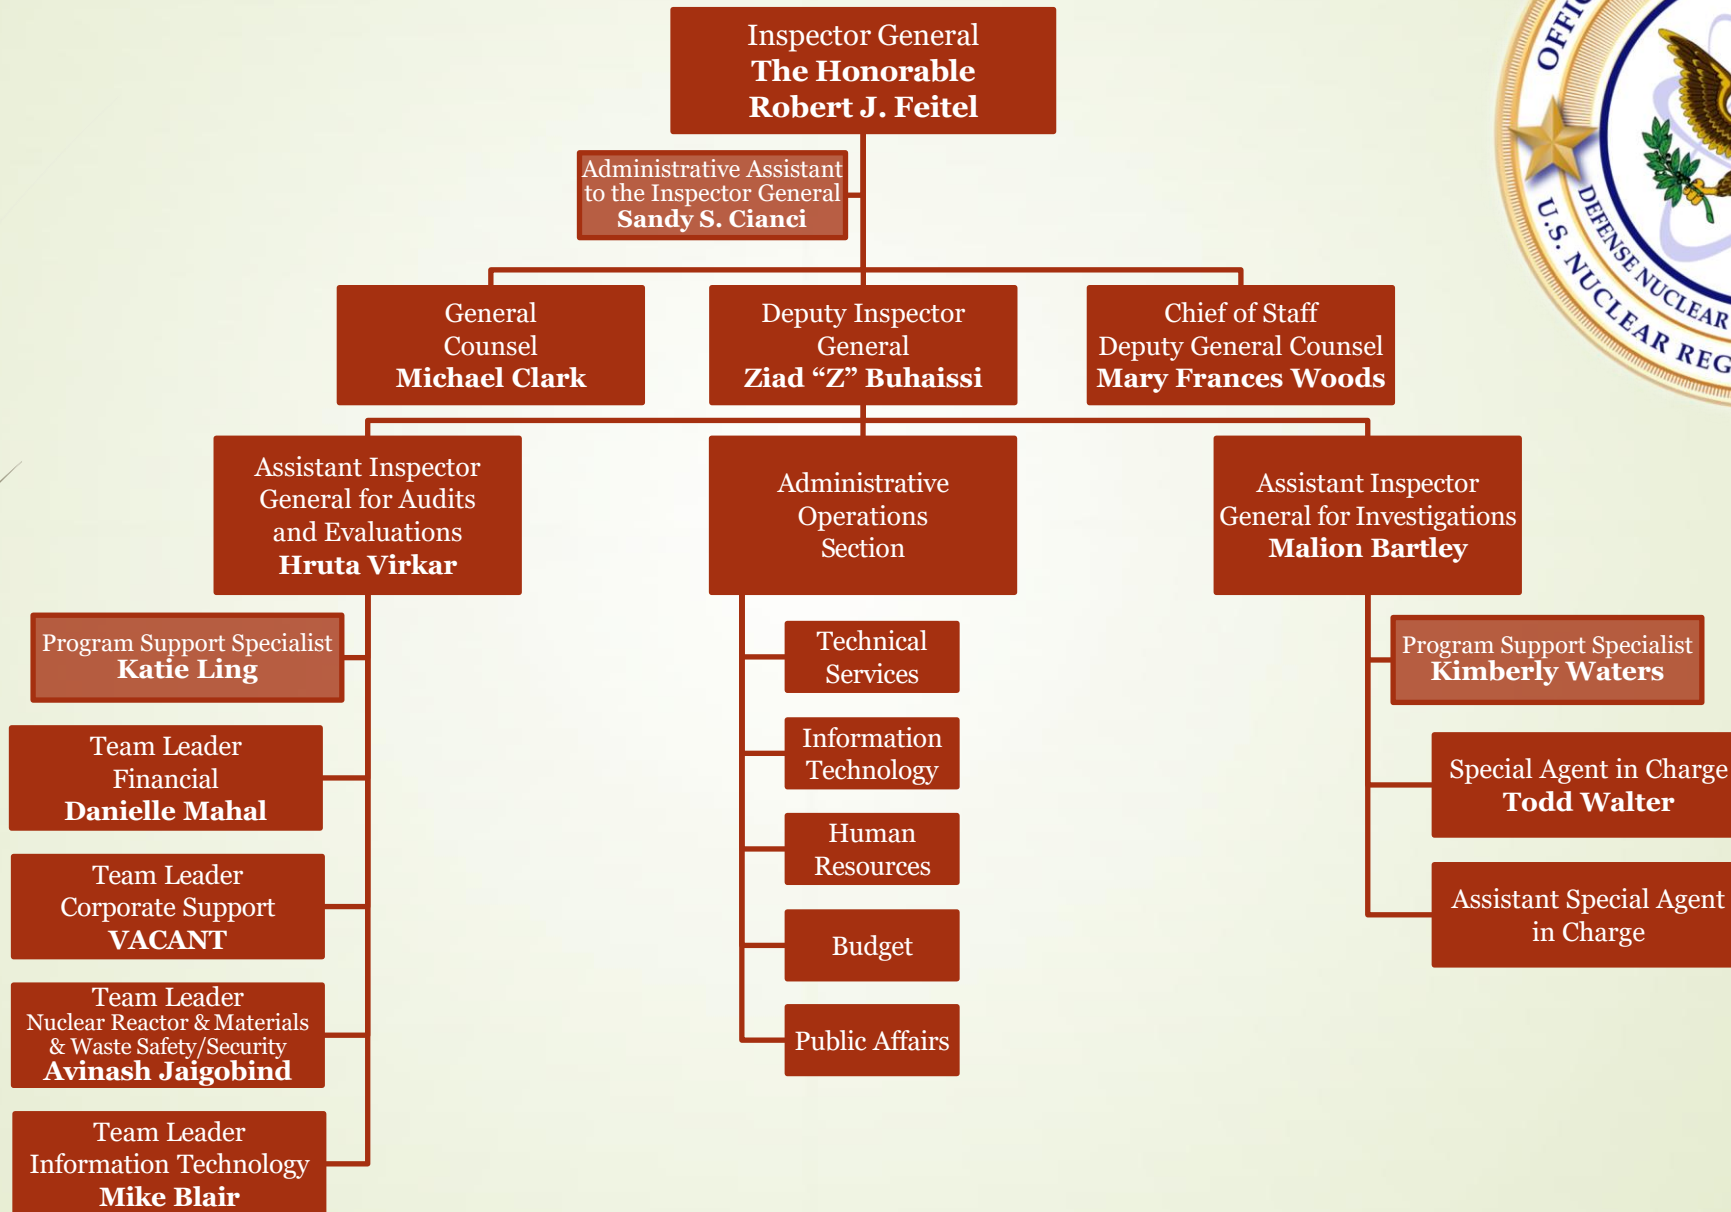 Inspector General
The Honorable
Robert J. Feitel
Administrative Assistant
to the Inspector General
Sandy S. Cianci
General
Counsel
Michael Clark
Deputy Inspector
General
Ziad “Z” Buhaissi
Chief of Staff
Deputy General Counsel
Mary Frances Woods
Assistant Inspector
General for Audits
and Evaluations
Hruta Virkar
Administrative
Operations
Section
Assistant Inspector
General for Investigations
Malion Bartley
Program Support Specialist
Katie Ling
Team Leader
Financial
Danielle Mahal
Team Leader
Corporate Support
VACANT
Team Leader
Nuclear Reactor & Materials
& Waste Safety/Security
Avinash Jaigobind
Team Leader
Information Technology
Mike Blair
Technical
Services
Information
Technology
Human
Resources
Budget
Public Affairs
Program Support Specialist
Kimberly Waters
Special Agent in Charge
Todd Walter
Assistant Special Agent
in Charge
DEFENSE NUCLEAR
U.S. NUCLEAR